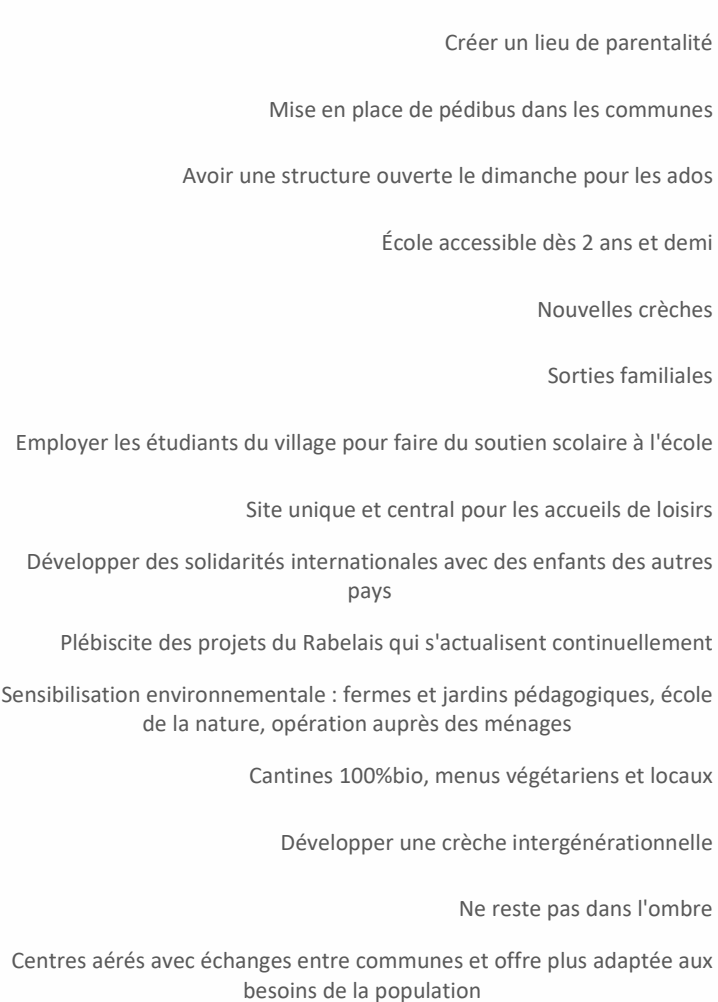 Créer un lieu de parentalité
Mise en place de pédibus dans les communes
Avoir une structure ouverte le dimanche pour les ados
École accessible dès 2 ans et demi
Nouvelles crèches
Sorties familiales
Employer les étudiants du village pour faire du soutien scolaire à l'école
Site unique et central pour les accueils de loisirs
Développer des solidarités internationales avec des enfants des autres
pays
Plébiscite des projets du Rabelais qui s'actualisent continuellement
Sensibilisation environnementale : fermes et jardins pédagogiques, école
de la nature, opération auprès des ménages
Cantines 100%bio, menus végétariens et locaux
Développer une crèche intergénérationnelle
Ne reste pas dans l'ombre
Centres aérés avec échanges entre communes et offre plus adaptée aux
besoins de la population